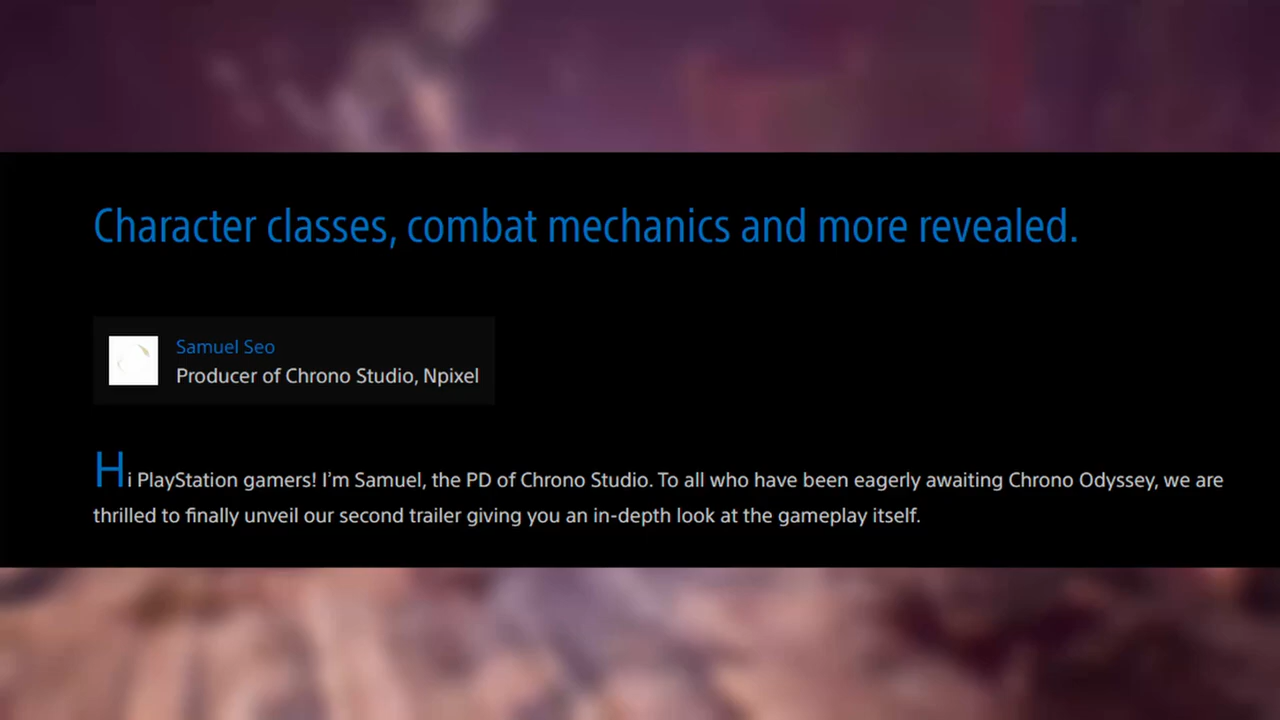 Character classes, combat mechanics and more revealed.
Samuel Seo
Producer of Chrono Studio, Npixel
Hi PlayStation gamers! I’m Samuel, the PD of Chrono Studio. To all who have been eagerly awaiting Chrono Odyssey, we are
thrilled to finally unveil our second trailer giving you an in-depth look at the gameplay itself.